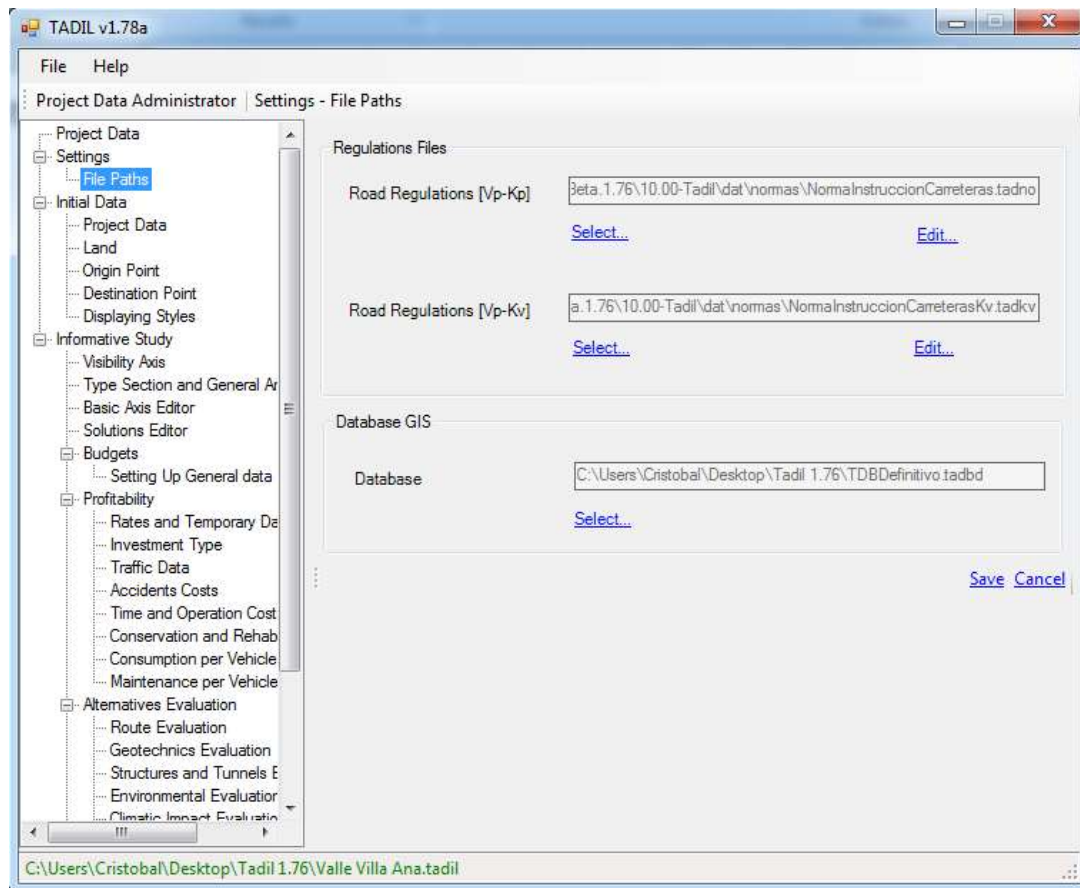 TADIL v1.78a
File Help
Project Data Administrator Settings - File Paths
Project Data
Settings
File Paths
Initial Data
Project Data
Land
Origin Point
Destination Point
Displaying Styles
Informative Study
Visibility Axis
Type Section and General Ar
Basic Axis Editor
Solutions Editor
Budgets
Setting Up General data
Profitability
Rates and Temporary Da
Investment Type
Traffic Data
Accidents Costs
Time and Operation Cost
Conservation and Rehab
Consumption per Vehicle
Maintenance per Vehicle
Alternatives Evaluation
Route Evaluation
Geotechnics Evaluation
Structures and Tunnels E
Environmental Evaluation
Climatic Impact Evaluatio
Regulations Files
Road Regulations [Vp-Kp] Beta.1.76\10.00-Tadil\dat\normas\NormaInstruccionCarreteras.tadno
Select... Edit...
Road Regulations [Vp-Kv] a.1.76\10.00-Tadil\dat\normas\NormaInstruccionCarreterasKv.tadkv
Select... Edit...
Database GIS
Database C:\Users\Cristobal\Desktop\Tadil 1.76\TDBDefinitivo.tadbd
Select...
Save Cancel
C:\Users\Cristobal\Desktop\Tadil 1.76\Valle Villa Ana.tadil